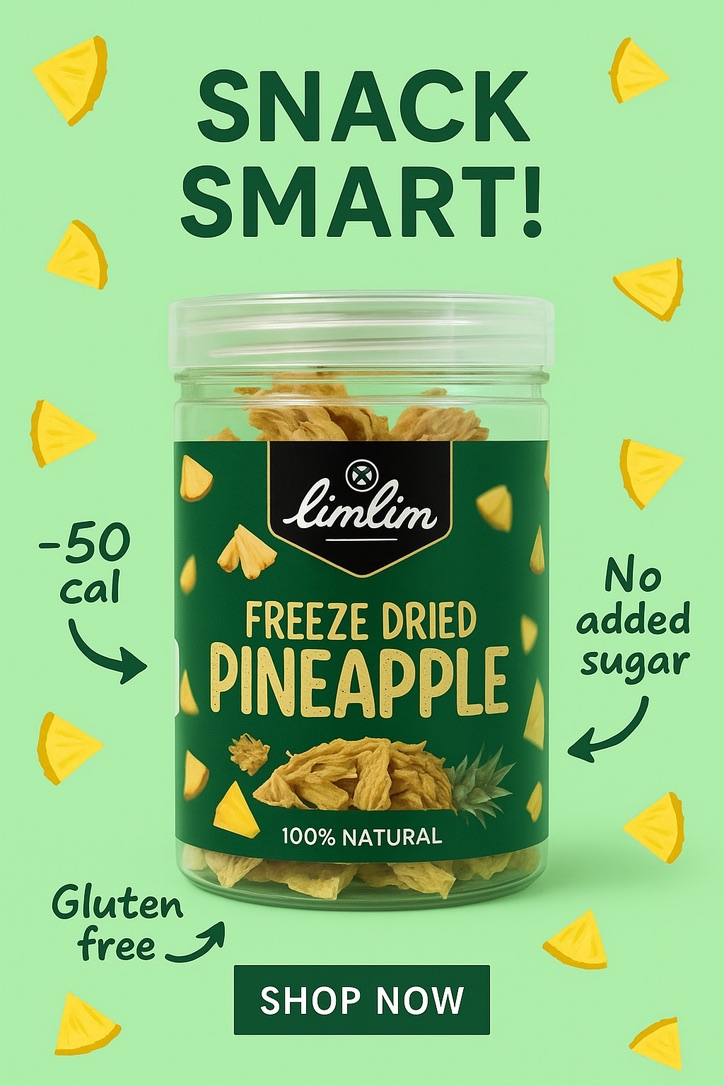 SNACK
SMART!
limlim
FREEZE DRIED
PINEAPPLE
100% NATURAL
-50
cal
No
added
sugar
Gluten
free
SHOP NOW